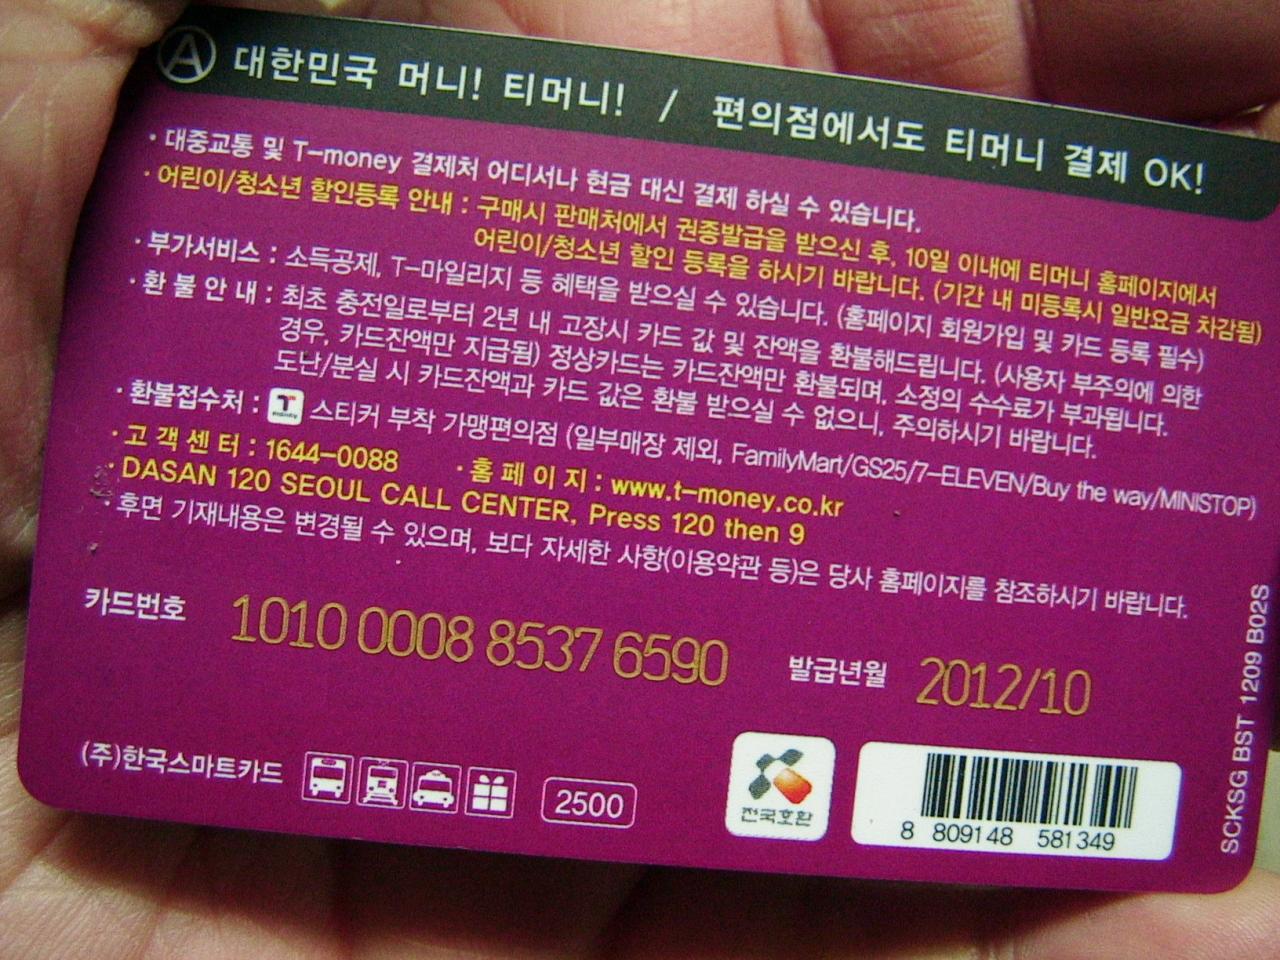 A 대한민국 머니! 티머니! / 편의점에서도 티머니 결제 OK!
· 대중교통 및 T-money 결제처 어디서나 현금 대신 결제 하실 수 있습니다.
· 어린이/청소년 할인등록 안내 : 구매시 판매처에서 권종발급을 받으신 후, 10일 이내에 티머니 홈페이지에서
어린이/청소년 할인 등록을 하시기 바랍니다. (기간 내 미등록시 일반요금 차감됨)
· 부가서비스 : 소득공제, T-마일리지 등 혜택을 받으실 수 있습니다. (홈페이지 회원가입 및 카드 등록 필수)
· 환 불 안 내 : 최초 충전일로부터 2년 내 고장시 카드 값 및 잔액을 환불해드립니다. (사용자 부주의에 의한
경우, 카드잔액만 지급됨) 정상카드는 카드잔액만 환불되며, 소정의 수수료가 부과됩니다.
도난/분실 시 카드잔액과 카드 값은 환불 받으실 수 없으니, 주의하시기 바랍니다.
· 환불접수처 : T money 스티커 부착 가맹편의점 (일부매장 제외, FamilyMart/GS25/7-ELEVEN/Buy the way/MINISTOP)
· 고 객 센 터 : 1644-0088 · 홈 페 이 지 : www.t-money.co.kr
· DASAN 120 SEOUL CALL CENTER, Press 120 then 9
· 후면 기재내용은 변경될 수 있으며, 보다 자세한 사항(이용약관 등)은 당사 홈페이지를 참조하시기 바랍니다.
카드번호 1010 0008 8537 6590 발급년월 2012/10
(주)한국스마트카드 2500 전국호환
8 809148 581349
SCKSG BST 1209 B02S